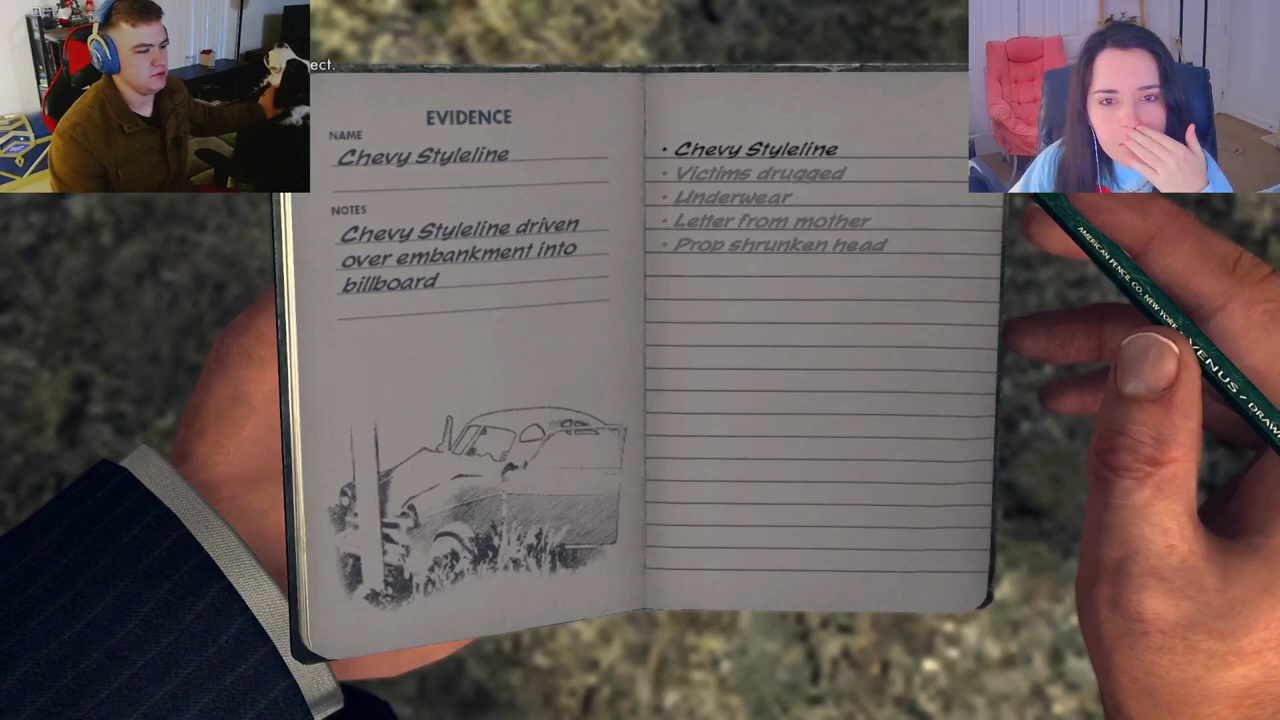 ect.
EVIDENCE
NAME
Chevy Styleline
NOTES
Chevy Styleline driven
over embankment into
billboard
• Chevy Styleline
• Victims drugged
• Underwear
• Letter from mother
• Prop shrunken head
AMERICAN PENCIL CO. NEW YORK
VENUS / DRAW